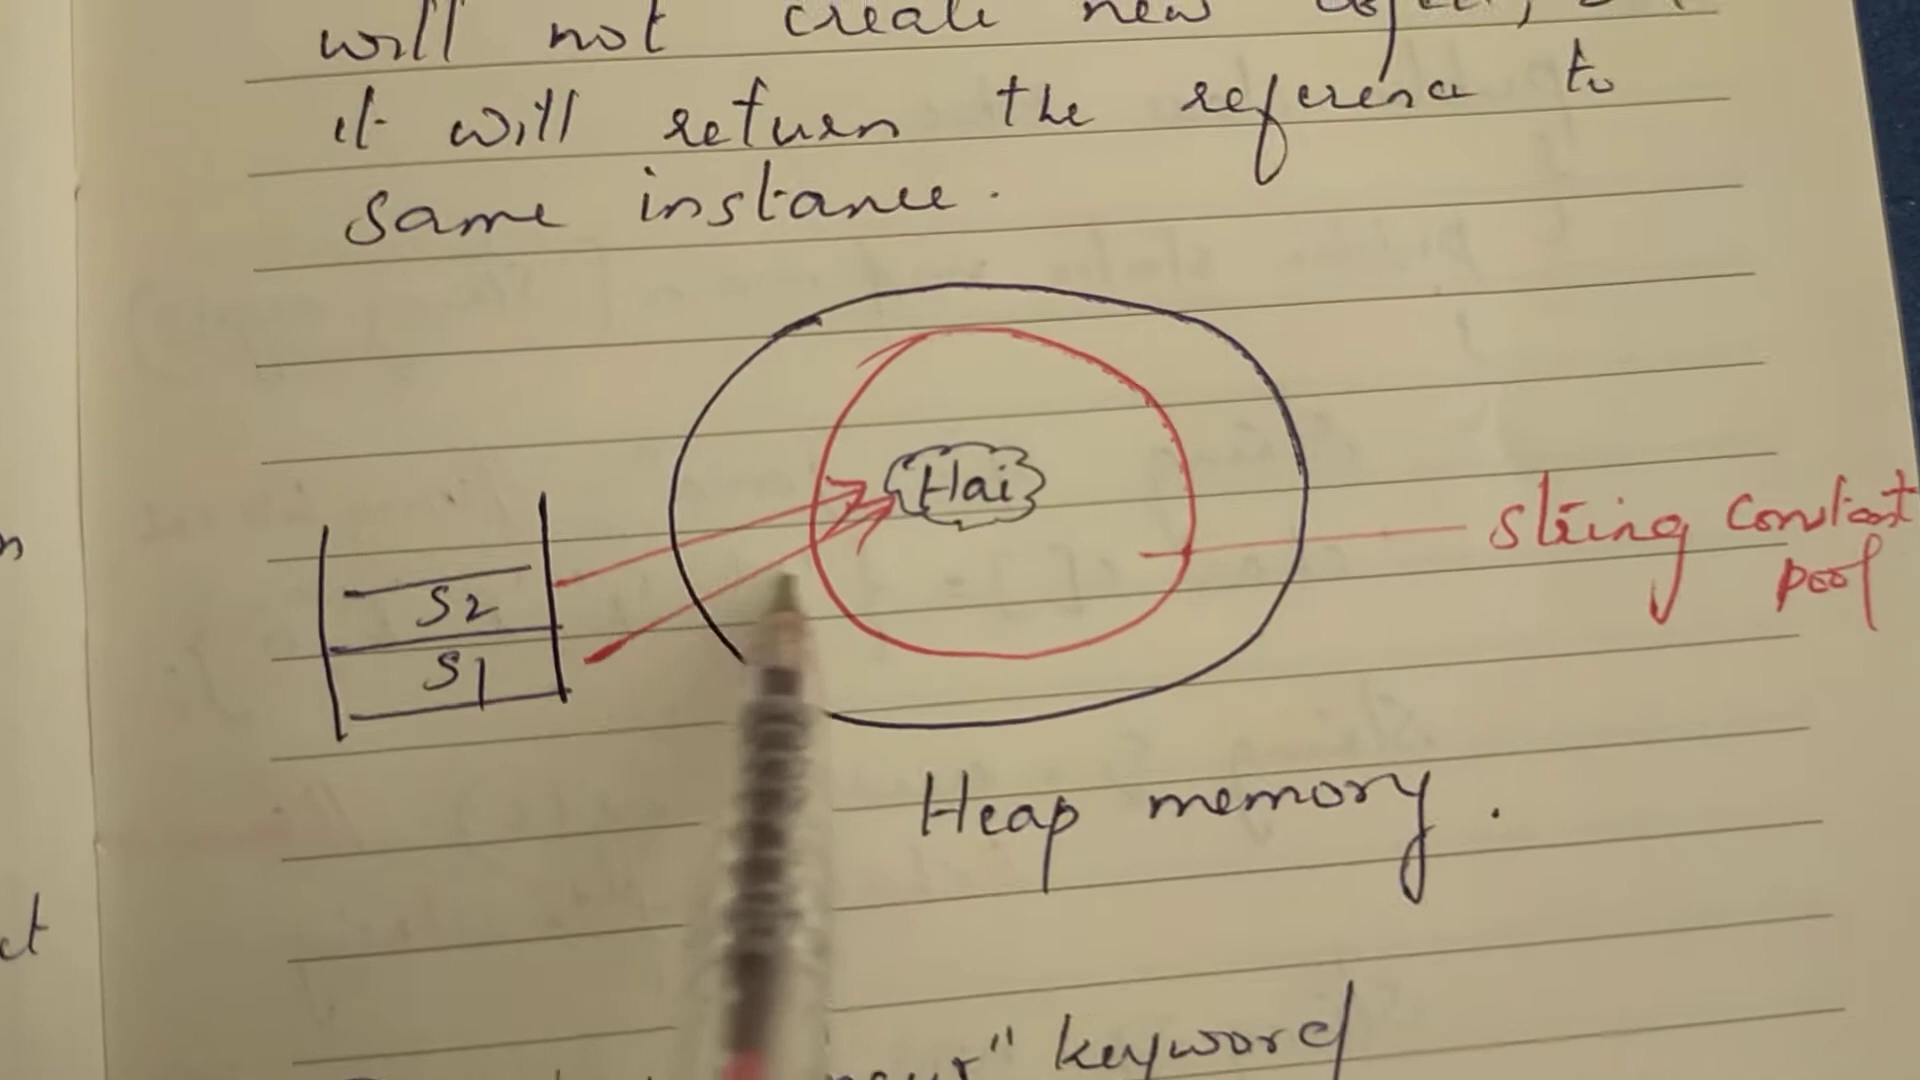 will not create new
it will return the reference to
same instance.
Hai
String constant
pool
S2
S1
Heap memory.
keyword